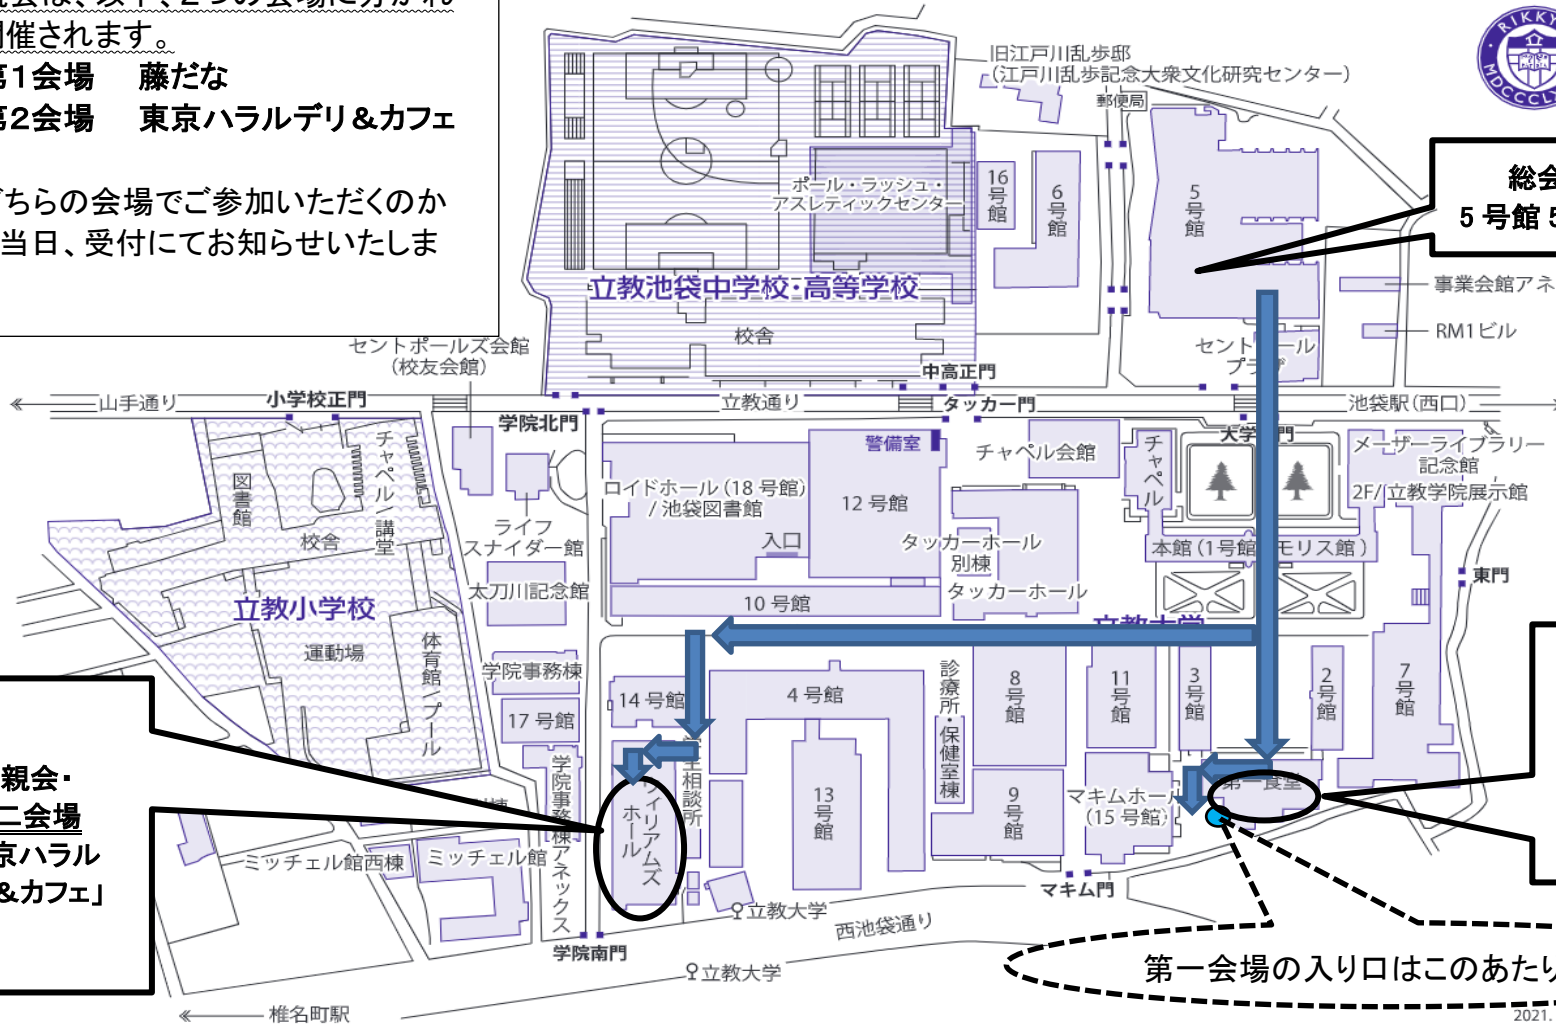 親会は、以下、2つの会場に分かれ
開催されます。
第1会場　藤だな
第2会場　東京ハラルデリ&カフェ
どちらの会場でご参加いただくのか
当日、受付にてお知らせいたしま
旧江戸川乱歩邸
(江戸川乱歩記念大衆文化研究センター)
郵便局
RIKKY
MDCCCLX
総会
5号館5
ポール・ラッシュ・
アスレティックセンター
16号館
6号館
5号館
立教池袋中学校・高等学校
校舎
事業会館アネ
RM1ビル
セントポールズ会館
(校友会館)
中高正門
山手通り
小学校正門
学院北門
立教通り
タッカー門
池袋駅(西口)
警備室
チャペル会館
チャペル
メーザーライブラリー
記念館
2F/立教学院展示館
図書館
チャペル/講堂
校舎
ロイドホール(18号館)
/池袋図書館
入口
12号館
ライフ
スナイダー館
タッカーホール
別棟
タッカーホール
本館(1号館
モリス館)
東門
太刀川記念館
10号館
立教小学校
運動場
体育館/プール
立教大学
学院事務棟
14号館
4号館
診療所・保健室棟
8号館
11号館
3号館
2号館
7号館
17号館
学院事務棟アネックス
相談所
ウィリアムズ
ホール
13号館
9号館
マキムホール
(15号館)
第一食堂
親会・
二会場
京ハラル
&カフェ」
ミッチェル館西棟
ミッチェル館
マキム門
立教大学
西池袋通り
学院南門
立教大学
第一会場の入り口はこのあたり
椎名町駅
2021.